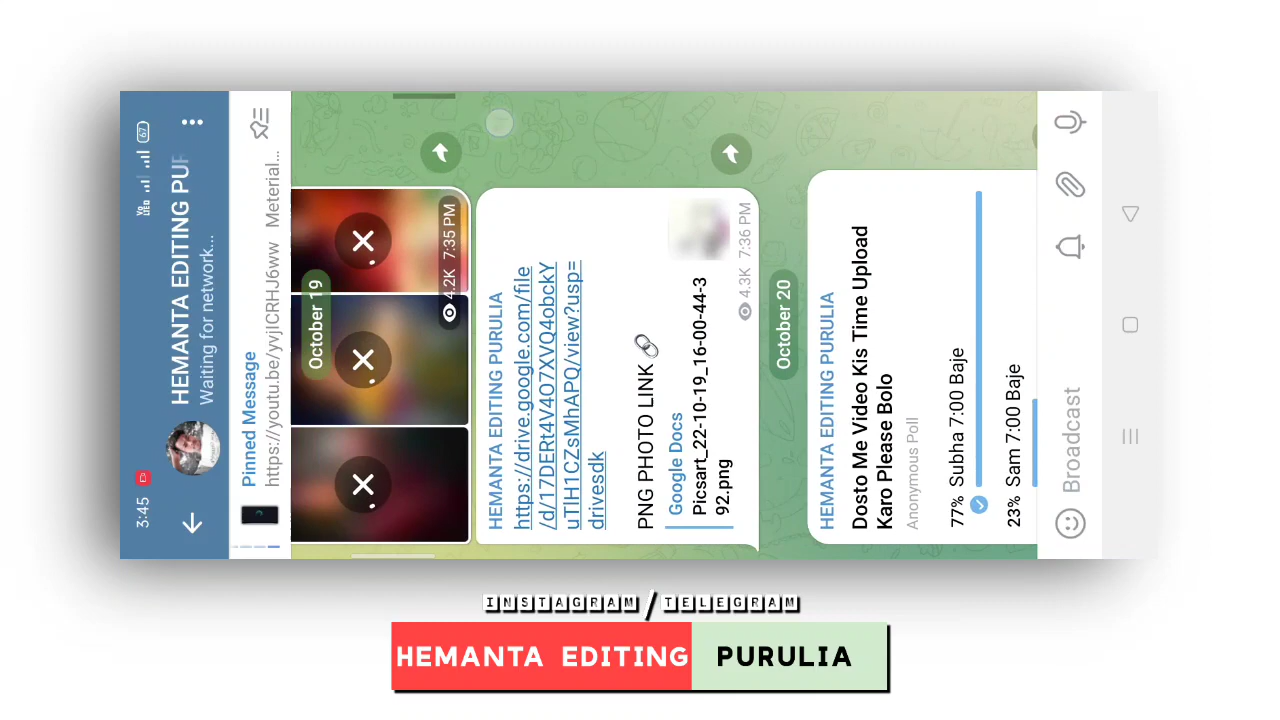 3:45
67
HEMANTA EDITING PUR
Waiting for network...
Pinned Message
https://youtu.be/yvjlCRHJ6ww Meterial...
October 19
4.2K 7:35 PM
HEMANTA EDITING PURULIA
https://drive.google.com/file
/d/17DERt4V4O7XVQ4obckY
uTlH1CZsMhAPQ/view?usp=
drivesdk
PNG PHOTO LINK 🔗
Google Docs
Picsart_22-10-19_16-00-44-3
92.png
4.3K 7:36 PM
October 20
HEMANTA EDITING PURULIA
Dosto Me Video Kis Time Upload
Karo Please Bolo
Anonymous Poll
77% Subha 7:00 Baje
23% Sam 7:00 Baje
Broadcast
INSTAGRAM/TELEGRAM
HEMANTA EDITING PURULIA